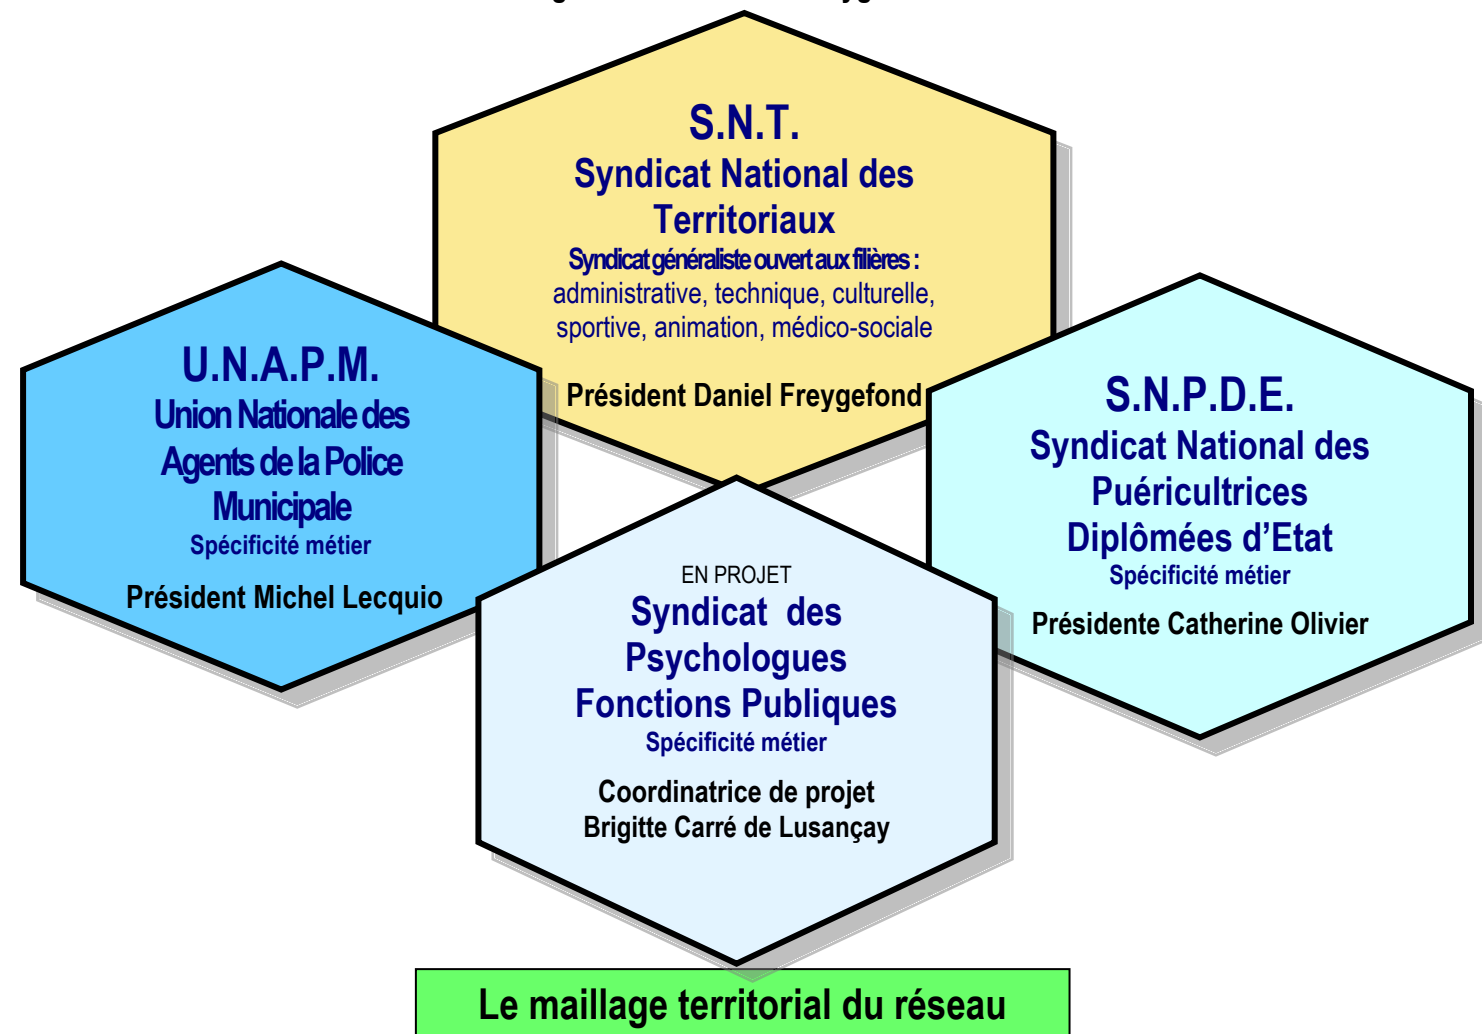 S.N.T.
Syndicat National des
Territoriaux
Syndicat généraliste ouvert aux filières :
administrative, technique, culturelle,
sportive, animation, médico-sociale
Président Daniel Freygefond
U.N.A.P.M.
Union Nationale des
Agents de la Police
Municipale
Spécificité métier
Président Michel Lecquio
S.N.P.D.E.
Syndicat National des
Puéricultrices
Diplômées d’Etat
Spécificité métier
Présidente Catherine Olivier
EN PROJET
Syndicat des
Psychologues
Fonctions Publiques
Spécificité métier
Coordinatrice de projet
Brigitte Carré de Lusançay
Le maillage territorial du réseau